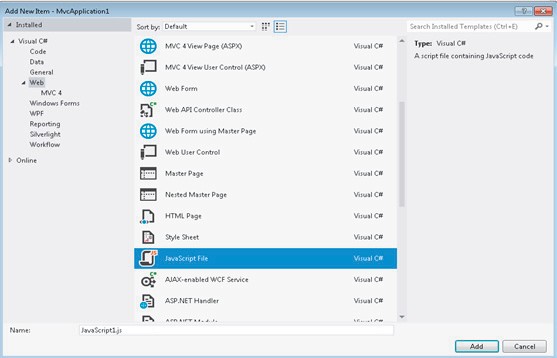 Add New Item - MvcApplication1
Installed
Sort by: Default
Search Installed Templates (Ctrl+E)
Visual C#
Code
Data
General
Web
MVC 4
Windows Forms
WPF
Reporting
Silverlight
Workflow
Online
MVC 4 View Page (ASPX) Visual C#
MVC 4 View User Control (ASPX) Visual C#
Web Form Visual C#
Web API Controller Class Visual C#
Web Form using Master Page Visual C#
Web User Control Visual C#
Master Page Visual C#
Nested Master Page Visual C#
HTML Page Visual C#
Style Sheet Visual C#
JavaScript File Visual C#
AJAX-enabled WCF Service Visual C#
ASP.NET Handler Visual C#
ASP.NET Module Visual C#
Type: Visual C#
A script file containing JavaScript code
Name: JavaScript1.js
Add
Cancel